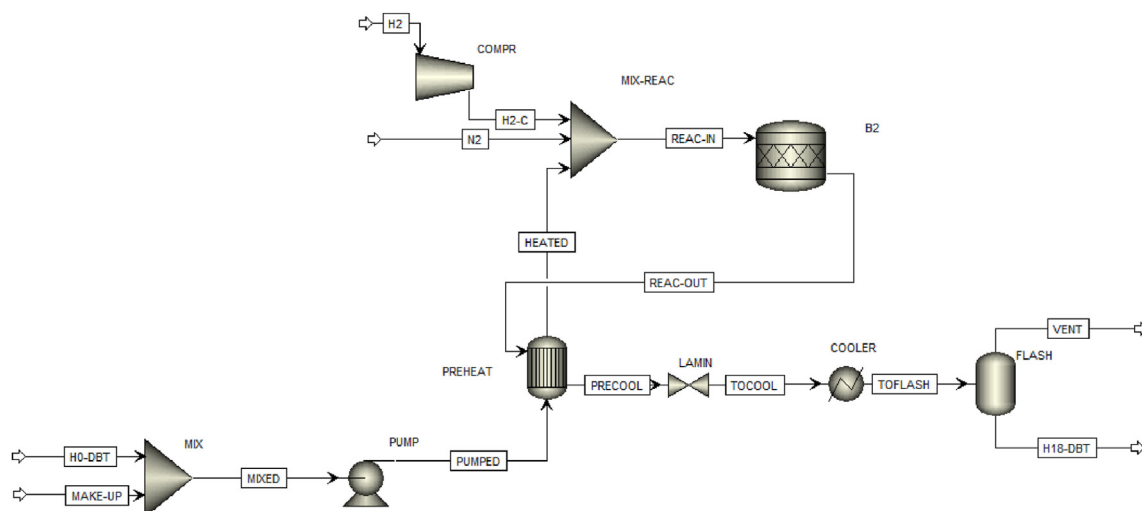 H2
COMPR
MIX-REAC
H2-C
B2
N2
REAC-IN
HEATED
REAC-OUT
VENT
COOLER
FLASH
LAMIN
PREHEAT
PRECOOL
TOCOOL
TOFLASH
MIX
PUMP
H0-DBT
PUMPED
H18-DBT
MIXED
MAKE-UP